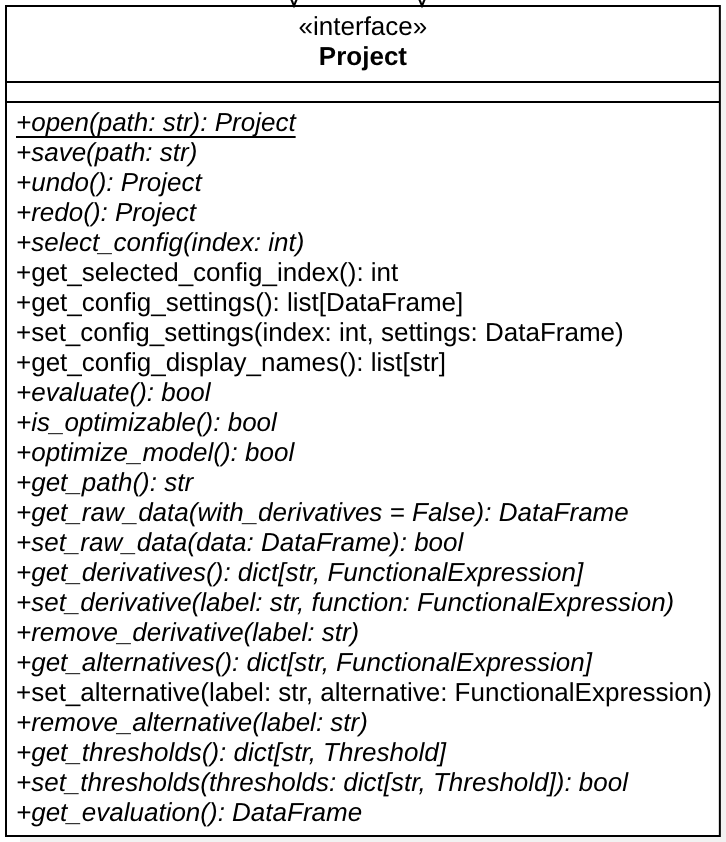 «interface»
Project
+open(path: str): Project
+save(path: str)
+undo(): Project
+redo(): Project
+select_config(index: int)
+get_selected_config_index(): int
+get_config_settings(): list[DataFrame]
+set_config_settings(index: int, settings: DataFrame)
+get_config_display_names(): list[str]
+evaluate(): bool
+is_optimizable(): bool
+optimize_model(): bool
+get_path(): str
+get_raw_data(with_derivatives = False): DataFrame
+set_raw_data(data: DataFrame): bool
+get_derivatives(): dict[str, FunctionalExpression]
+set_derivative(label: str, function: FunctionalExpression)
+remove_derivative(label: str)
+get_alternatives(): dict[str, FunctionalExpression]
+set_alternative(label: str, alternative: FunctionalExpression)
+remove_alternative(label: str)
+get_thresholds(): dict[str, Threshold]
+set_thresholds(thresholds: dict[str, Threshold]): bool
+get_evaluation(): DataFrame